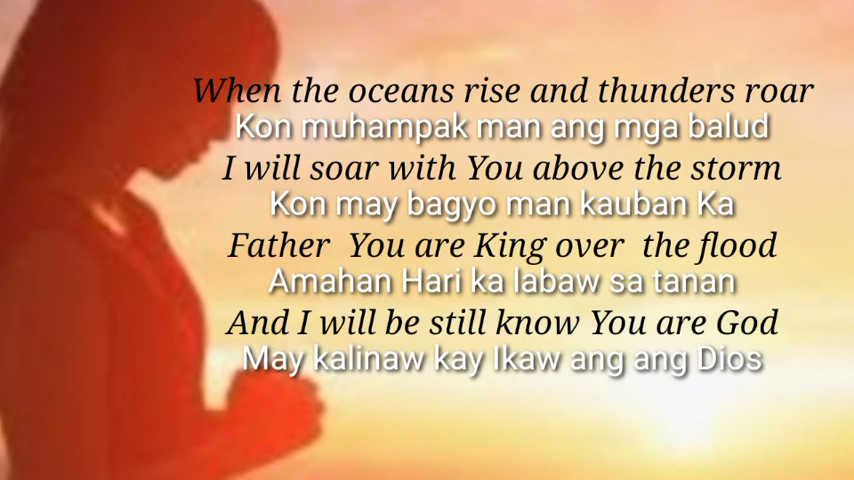 When the oceans rise and thunders roar
Kon muhampak man ang mga balud
I will soar with You above the storm
Kon may bagyo man kauban Ka
Father You are King over the flood
Amahan Hari ka labaw sa tanan
And I will be still know You are God
May kalinaw kay Ikaw ang ang Dios